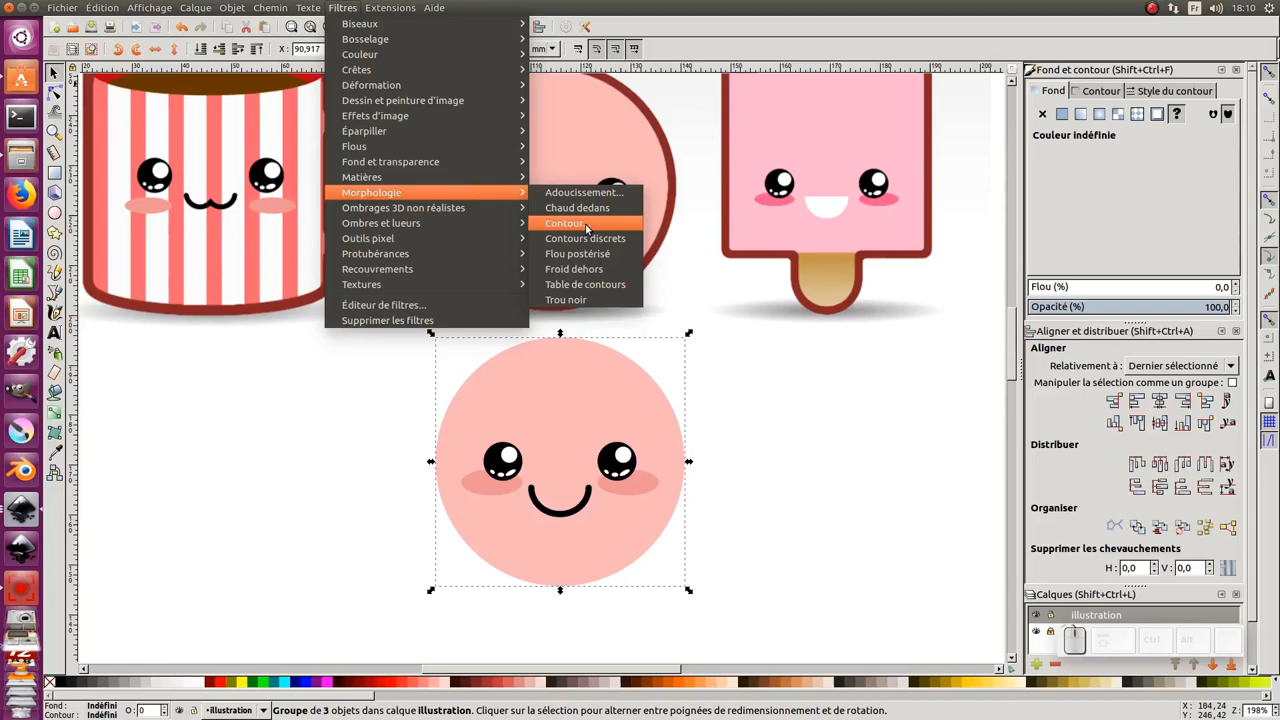 Fichier Édition Affichage Calque Objet Chemin Texte Filtres Extensions Aide Fr 18:10
X: 90,917 mm
Biseaux
Bosselage
Couleur
Crêtes
Déformation
Dessin et peinture d'image
Effets d'image
Éparpiller
Flous
Fond et transparence
Matières
Morphologie
Ombrages 3D non réalistes
Ombres et lueurs
Outils pixel
Protubérances
Recouvrements
Textures
Éditeur de filtres...
Supprimer les filtres
Adoucissement...
Chaud dedans
Contour...
Contours discrets
Flou postérisé
Froid dehors
Table de contours
Trou noir
Fond et contour (Shift+Ctrl+F)
Fond Contour Style du contour
Couleur indéfinie
Flou (%) 0,0
Opacité (%) 100,0
Aligner et distribuer (Shift+Ctrl+A)
Aligner
Relativement à : Dernier sélectionné
Manipuler la sélection comme un groupe :
Distribuer
Organiser
Supprimer les chevauchements
H : 0,0 V : 0,0
Calques (Shift+Ctrl+L)
illustration
Ctrl Alt
Fond : Indéfini
Contour : Indéfini
O: 0
•illustration
Groupe de 3 objets dans calque illustration. Cliquer sur la sélection pour alterner entre poignées de redimensionnement et de rotation.
X: 104,24
Y: 246,42
Z: 198%